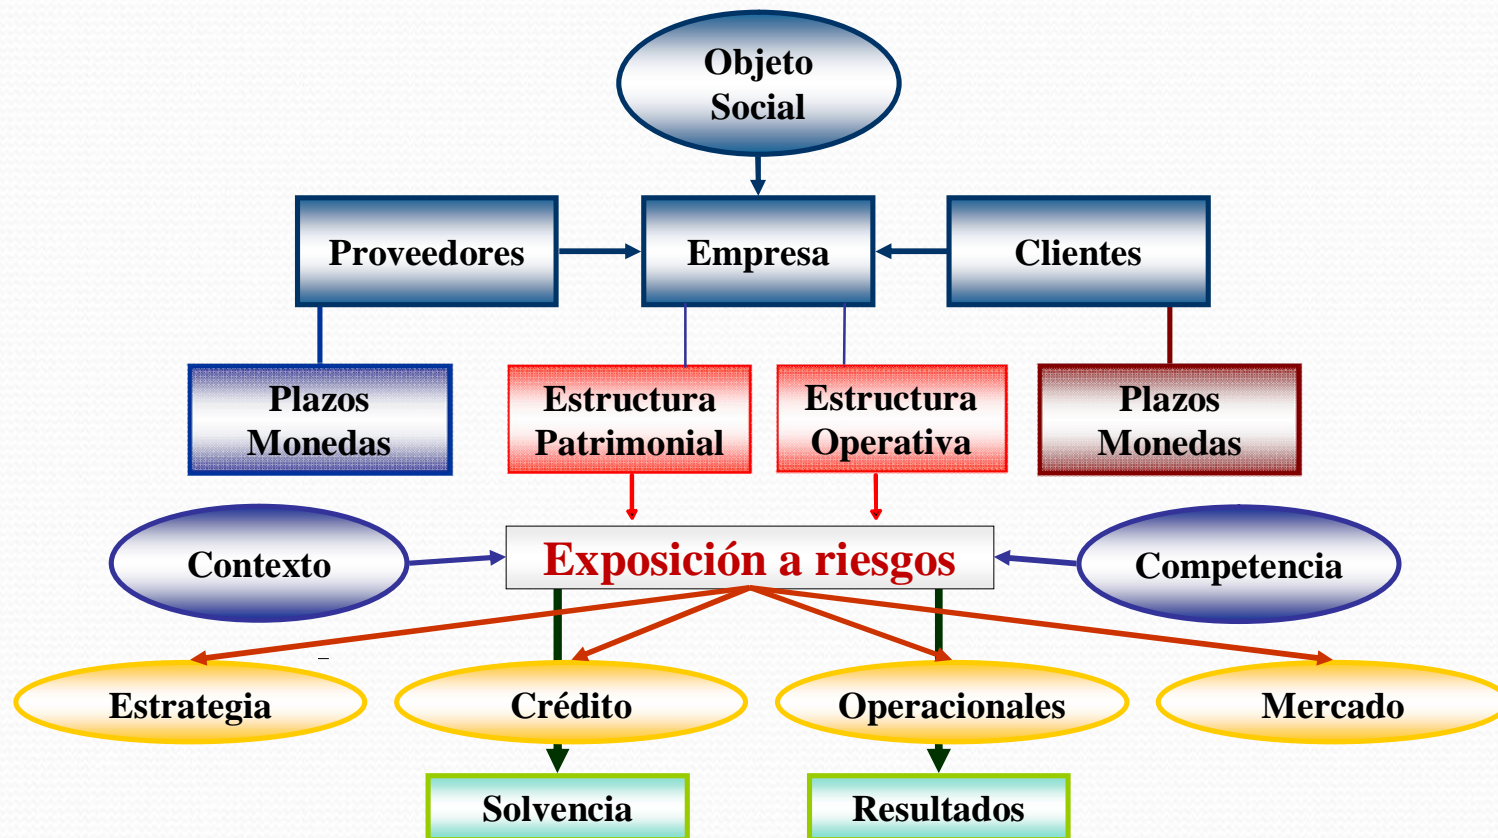 Objeto
Social
Proveedores
Empresa
Clientes
Plazos
Monedas
Estructura
Patrimonial
Estructura
Operativa
Plazos
Monedas
Contexto
Exposición a riesgos
Competencia
Estrategia
Crédito
Operacionales
Mercado
Solvencia
Resultados